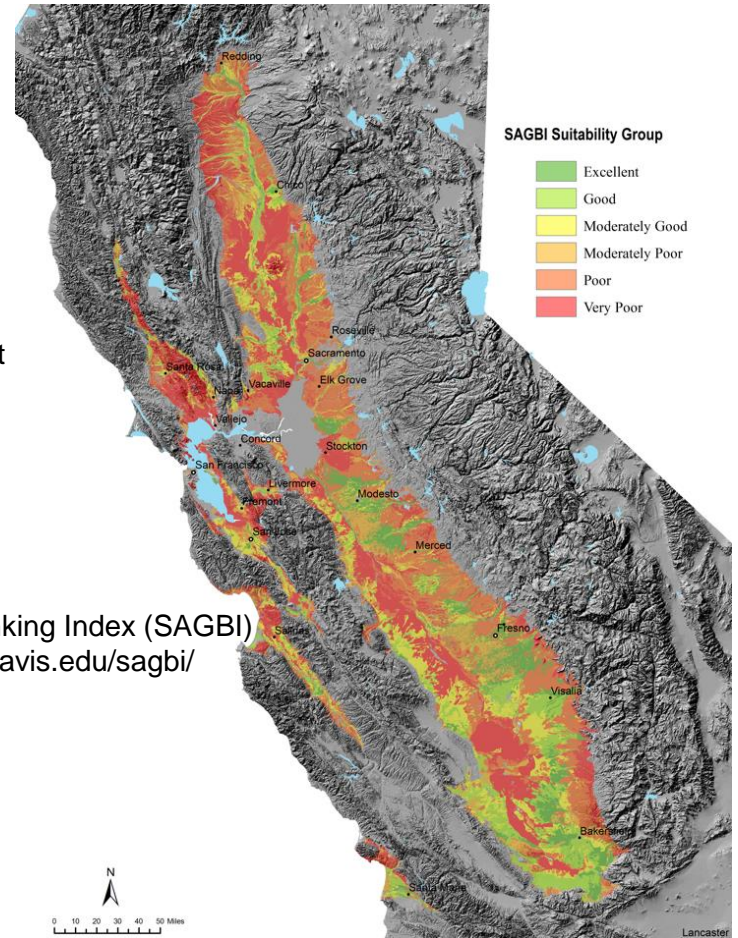 SAGBI Suitability Group
Excellent
Good
Moderately Good
Moderately Poor
Poor
Very Poor
Redding
Chico
Roseville
Sacramento
Santa Rosa
Napa
Vacaville
Elk Grove
Vallejo
Concord
Stockton
San Francisco
Livermore
Modesto
Fremont
San Jose
Merced
Salinas
Fresno
Visalia
Bakersfield
Santa Maria
Lancaster
t
king Index (SAGBI)
avis.edu/sagbi/
N
0 10 20 30 40 50 Miles